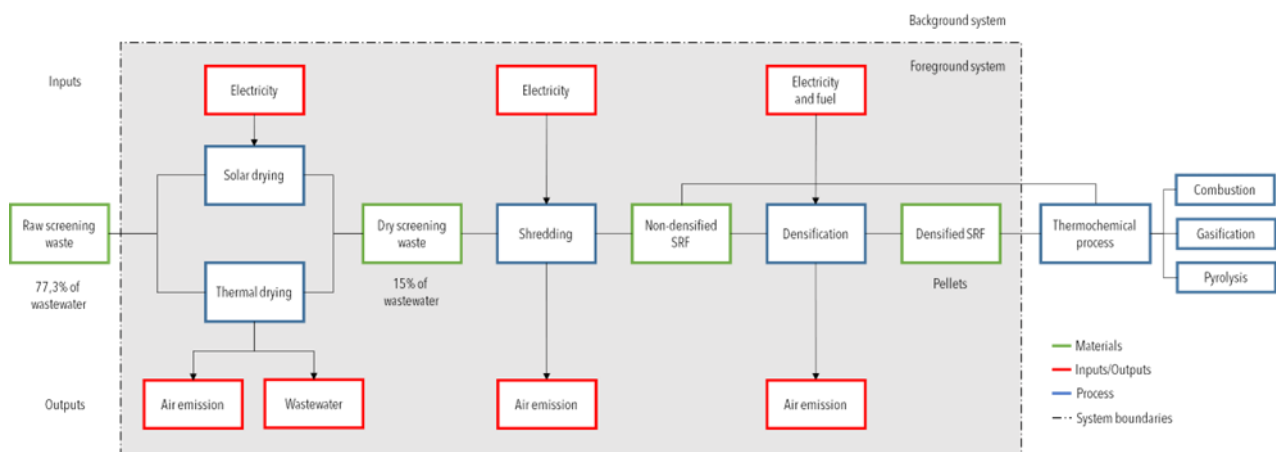 Background system
Inputs
Foreground system
Electricity
Electricity
Electricity
and fuel
Solar drying
Combustion
Raw screening
waste
Dry screening
waste
Shredding
Non-densified
SRF
Densification
Densified SRF
Thermochemical
process
Gasification
77,3% of
wastewater
Thermal drying
15% of
wastewater
Pellets
Pyrolysis
Materials
Inputs/Outputs
Process
System boundaries
Outputs
Air emission
Wastewater
Air emission
Air emission